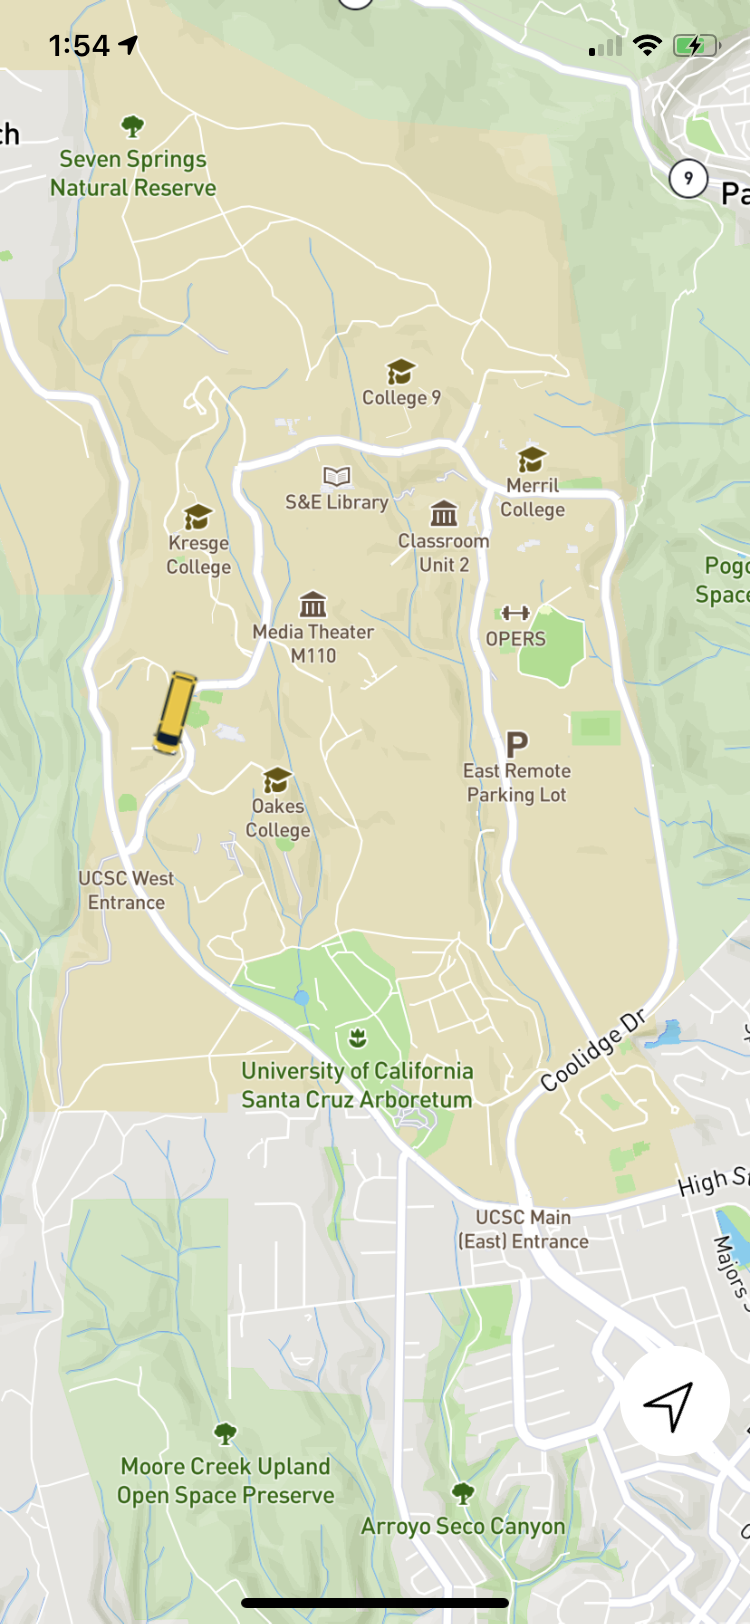 1:54
ch
Seven Springs
Natural Reserve
9
College 9
S&E Library
Merril
College
Classroom
Unit 2
Kresge
College
Media Theater
M110
OPERS
P
East Remote
Parking Lot
Oakes
College
UCSC West
Entrance
Coolidge Dr
University of California
Santa Cruz Arboretum
High St
UCSC Main
(East) Entrance
Majors
Moore Creek Upland
Open Space Preserve
Arroyo Seco Canyon
Pa
Pogo
Space